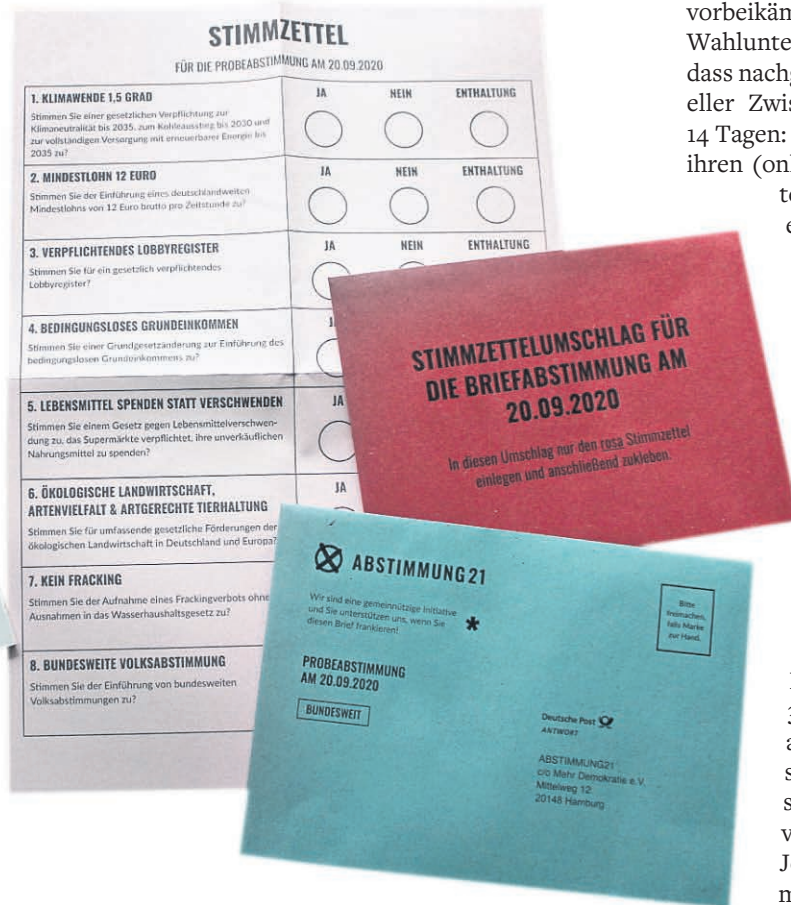 STIMMZETTEL
FÜR DIE PROBEABSTIMMUNG AM 20.09.2020
1. KLIMAWENDE 1,5 GRAD
Stimmen Sie einer gesetzlichen Verpflichtung zur
Klimaneutralität bis 2035, zum Kohleausstieg bis 2030 und
zur vollständigen Versorgung mit erneuerbarer Energie bis
2035 zu?
JA NEIN ENTHALTUNG
2. MINDESTLOHN 12 EURO
Stimmen Sie der Einführung eines deutschlandweiten
Mindestlohns von 12 Euro brutto pro Zeitstunde zu?
JA NEIN ENTHALTUNG
3. VERPFLICHTENDES LOBBYREGISTER
Stimmen Sie für ein gesetzlich verpflichtendes
Lobbyregister?
JA NEIN ENTHALTUNG
4. BEDINGUNGSLOSES GRUNDEINKOMMEN
Stimmen Sie einer Grundgesetzänderung zur Einführung des
bedingungslosen Grundeinkommens zu?
5. LEBENSMITTEL SPENDEN STATT VERSCHWENDEN
Stimmen Sie einem Gesetz gegen Lebensmittelverschwen-
dung zu, das Supermärkte verpflichtet, ihre unverkäuflichen
Nahrungsmittel zu spenden?
JA
6. ÖKOLOGISCHE LANDWIRTSCHAFT,
ARTENVIELFALT & ARTGERECHTE TIERHALTUNG
Stimmen Sie für umfassende gesetzliche Förderungen der
ökologischen Landwirtschaft in Deutschland und Europa?
JA
7. KEIN FRACKING
Stimmen Sie der Aufnahme eines Frackingverbots ohne
Ausnahmen in das Wasserhaushaltsgesetz zu?
8. BUNDESWEITE VOLKSABSTIMMUNG
Stimmen Sie der Einführung von bundesweiten
Volksabstimmungen zu?
STIMMZETTELUMSCHLAG FÜR
DIE BRIEFABSTIMMUNG AM
20.09.2020
In diesen Umschlag nur den rosa Stimmzettel
einlegen und anschließend zukleben.
ABSTIMMUNG21
Wir sind eine gemeinnützige Initiative
und Sie unterstützen uns, wenn Sie
diesen Brief frankieren!
*
Bitte
freimachen,
falls Marke
zur Hand.
PROBEABSTIMMUNG
AM 20.09.2020
BUNDESWEIT
Deutsche Post
ANTWORT
ABSTIMMUNG21
c/o Mehr Demokratie e.V.
Mittelweg 12
20148 Hamburg
vorbeikäm
Wahlunte
dass nachg
eller Zwis
14 Tagen:
ihren (onl